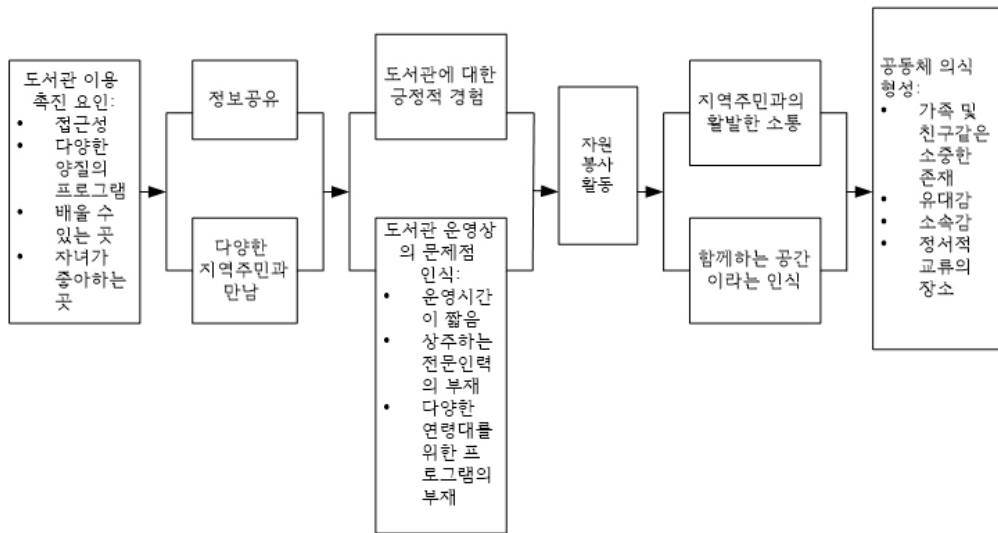 도서관 이용
촉진 요인:
• 접근성
• 다양한
양질의
프로그램
• 배울 수
있는 곳
• 자녀가
좋아하는
곳
정보공유
다양한
지역주민과
만남
도서관에 대한
긍정적 경험
도서관 운영상
의 문제점
인식:
• 운영시간
이 짧음
• 상주하는
전문인력
의 부재
• 다양한
연령대를
위한 프
로그램의
부재
자원
봉사
활동
지역주민과의
활발한 소통
함께하는 공간
이라는 인식
공동체 의식
형성:
• 가족 및
친구같은
소중한
존재
• 유대감
• 소속감
• 정서적
교류의
장소